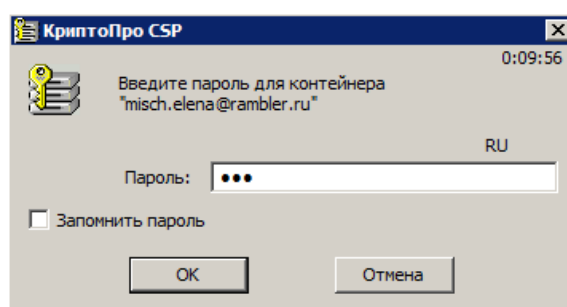 КриптоПро CSP
0:09:56
Введите пароль для контейнера
"misch.elena@rambler.ru"
RU
Пароль: •••
Запомнить пароль
OK Отмена